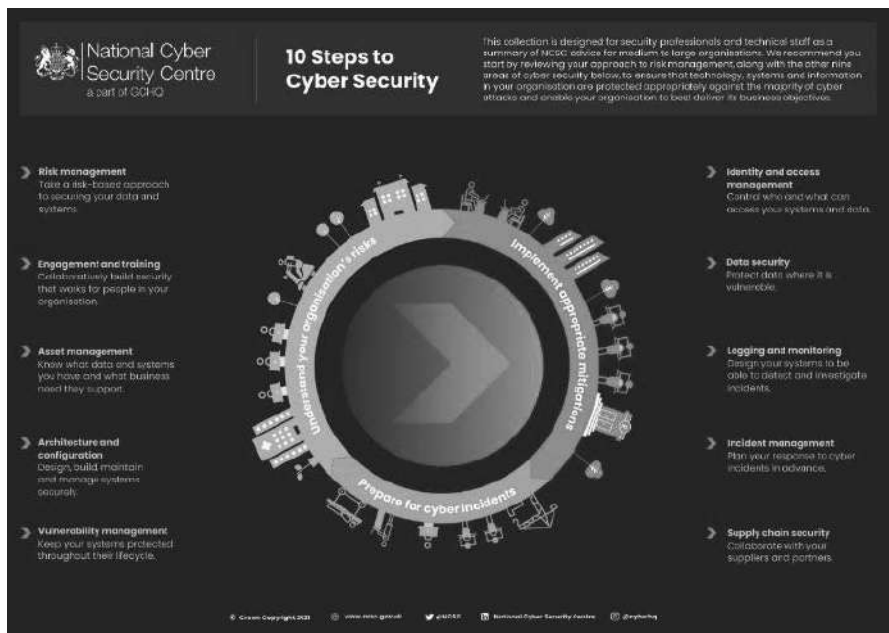 National Cyber
Security Centre
a part of GCHQ
10 Steps to
Cyber Security
This collection is designed for security professionals and technical staff as a
summary of NCSC advice for medium to large organisations. We recommend you
start by reviewing your approach to risk management, along with the other nine
areas of cyber security below, to ensure that technology, systems and information
in your organisation are protected appropriately against the majority of cyber
attacks and enable your organisation to best deliver its business objectives.
Risk management
Take a risk-based approach
to securing your data and
systems.
Engagement and training
Collaboratively build security
that works for people in your
organisation.
Asset management
Know what data and systems
you have and what business
need they support.
Architecture and
configuration
Design, build, maintain
and manage systems
securely.
Vulnerability management
Keep your systems protected
throughout their lifecycle.
Understand your organisation's risks
Implement appropriate mitigations
Prepare for cyber incidents
Identity and access
management
Control who and what can
access your systems and data.
Data security
Protect data where it is
vulnerable.
Logging and monitoring
Design your systems to be
able to detect and investigate
incidents.
Incident management
Plan your response to cyber
incidents in advance.
Supply chain security
Collaborate with your
suppliers and partners.
© Crown Copyright 2021 www.ncsc.gov.uk @NCSC National Cyber Security Centre @cyberhq